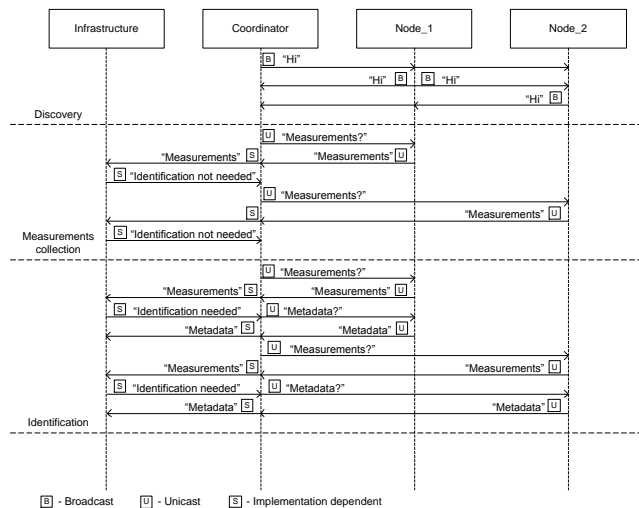 Infrastructure Coordinator Node_1 Node_2
B "Hi"
"Hi" B B "Hi"
"Hi" B
Discovery
U "Measurements?"
"Measurements" S "Measurements" U
S "Identification not needed"
U "Measurements?"
S "Measurements" U
S "Identification not needed"
Measurements
collection
U "Measurements?"
"Measurements" S "Measurements" U
S "Identification needed" U "Metadata?"
"Metadata" S "Metadata" U
U "Measurements?"
"Measurements" S "Measurements" U
S "Identification needed" U "Metadata?"
"Metadata" S "Metadata" U
Identification
B - Broadcast U - Unicast S - Implementation dependent